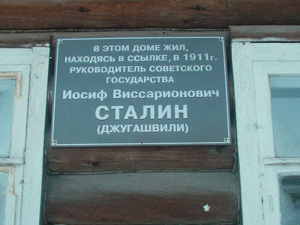 В ЭТОМ ДОМЕ ЖИЛ,
НАХОДЯСЬ В ССЫЛКЕ, В 1911г.
РУКОВОДИТЕЛЬ СОВЕТСКОГО
ГОСУДАРСТВА
Иосиф Виссарионович
СТАЛИН
(ДЖУГАШВИЛИ)